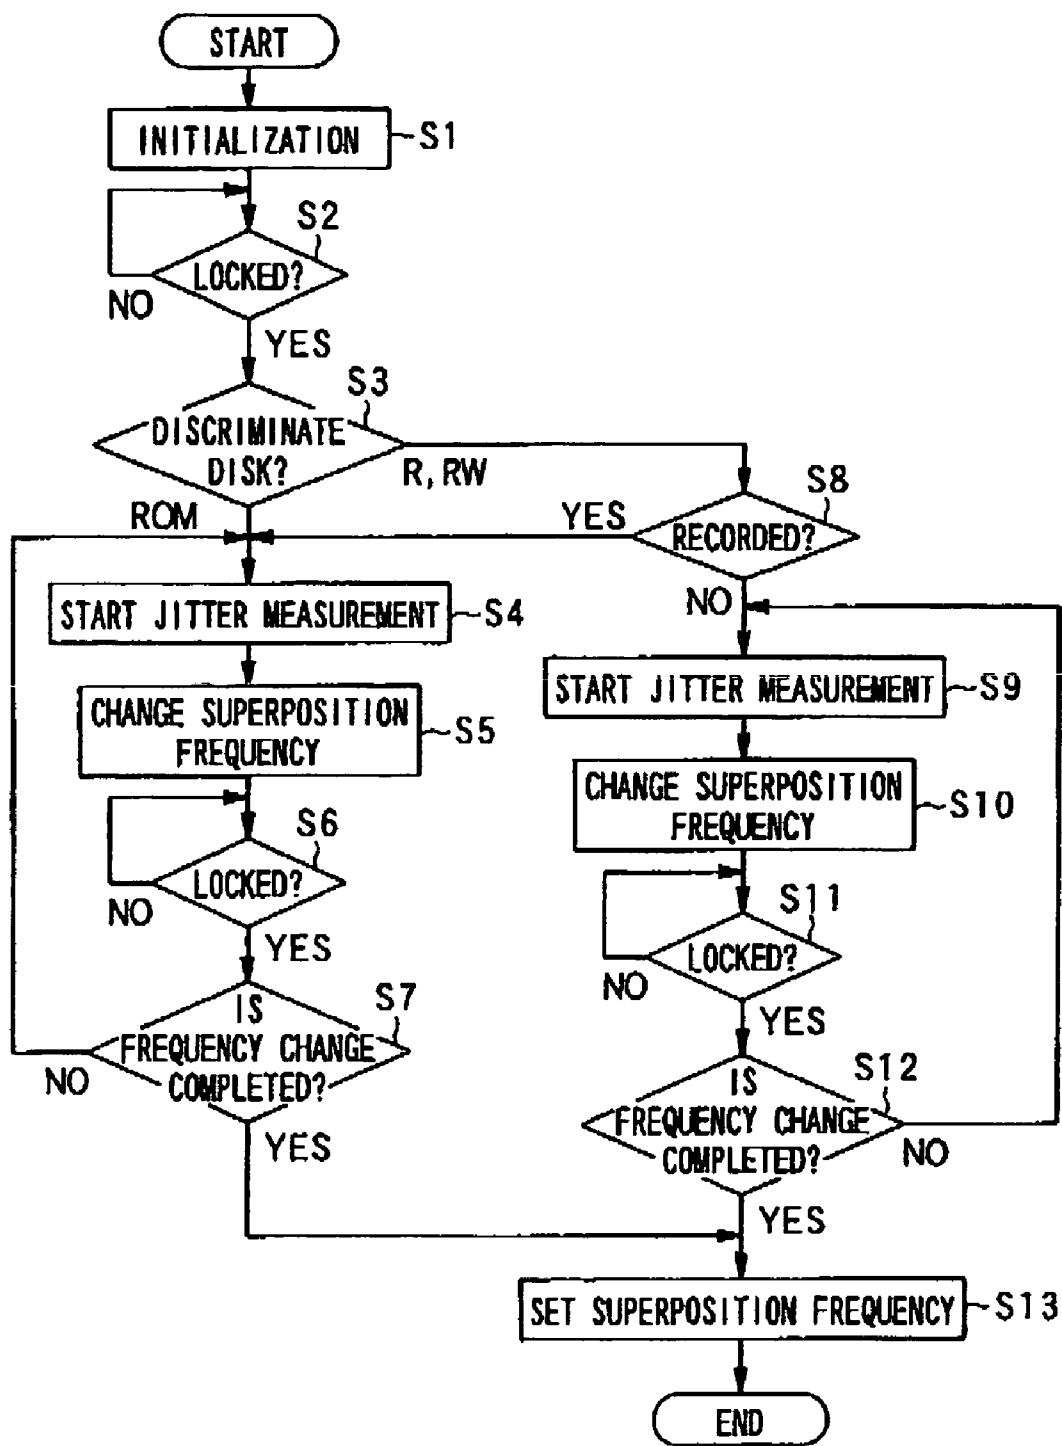 START
INITIALIZATION
S1
S2
LOCKED?
NO
YES
S3
DISCRIMINATE
DISK?
R, RW
ROM
S8
YES
RECORDED?
NO
START JITTER MEASUREMENT
S4
START JITTER MEASUREMENT
S9
CHANGE SUPERPOSITION
FREQUENCY
S5
CHANGE SUPERPOSITION
FREQUENCY
S10
S6
LOCKED?
NO
YES
S11
LOCKED?
NO
YES
S7
IS
FREQUENCY CHANGE
COMPLETED?
NO
YES
S12
IS
FREQUENCY CHANGE
COMPLETED?
NO
YES
SET SUPERPOSITION FREQUENCY
S13
END